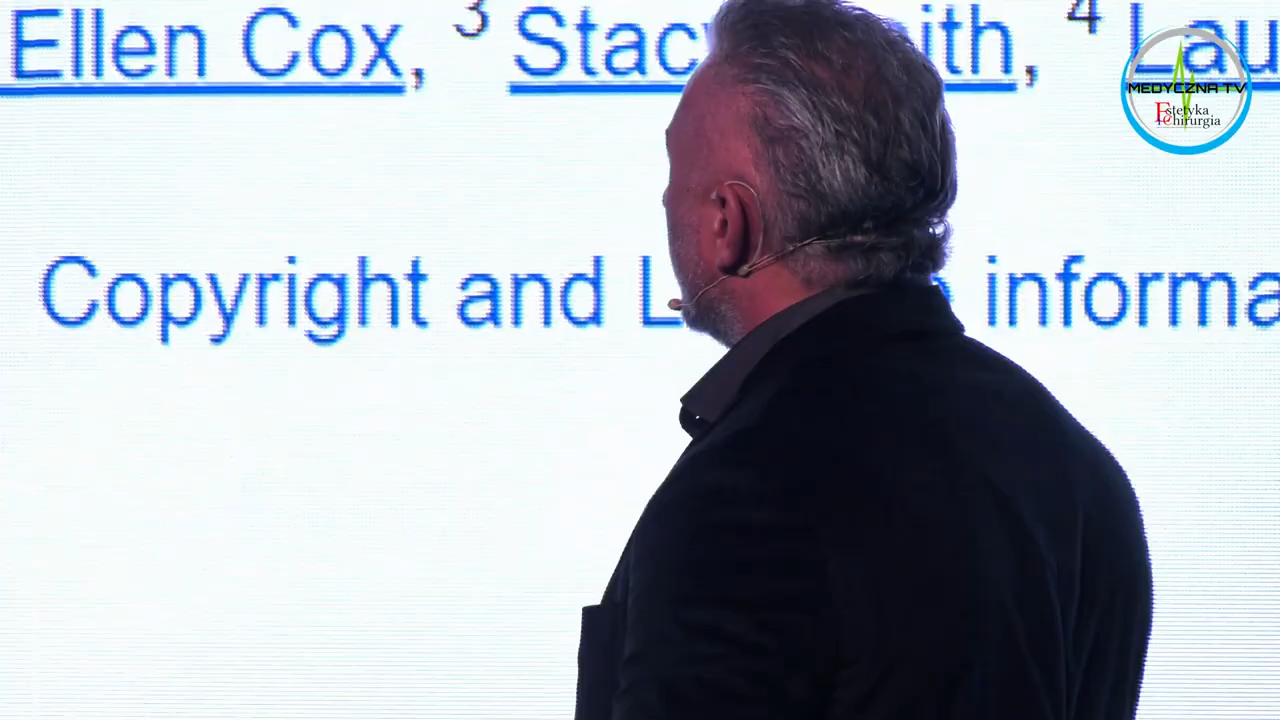 Ellen Cox, 3 Stac ith, 4 Lau
MEDYCZNA TV
Estetyka
chirurgia
Copyright and L informa